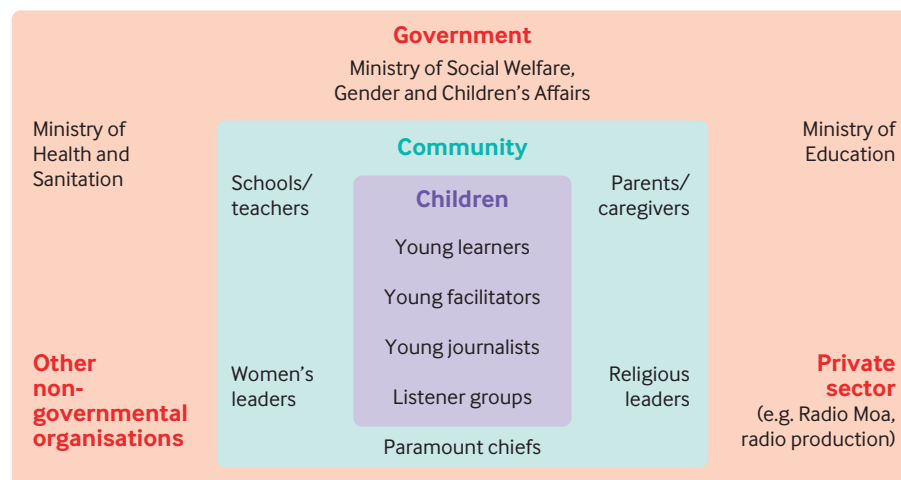 Government
Ministry of Social Welfare,
Gender and Children's Affairs
Ministry of
Health and
Sanitation
Ministry of
Education
Community
Schools/
teachers
Parents/
caregivers
Children
Young learners
Young facilitators
Young journalists
Listener groups
Women's
leaders
Religious
leaders
Paramount chiefs
Other
non-
governmental
organisations
Private
sector
(e.g. Radio Moa,
radio production)